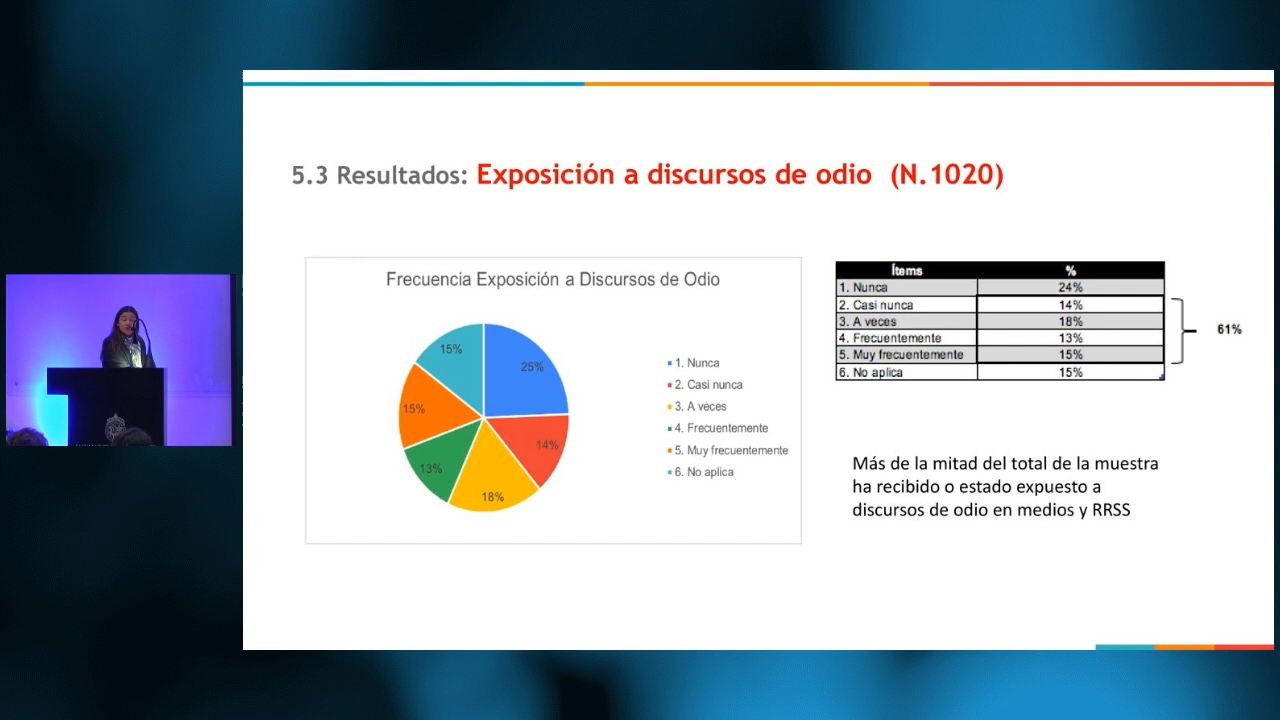 5.3 Resultados: Exposición a discursos de odio (N.1020)
Frecuencia Exposición a Discursos de Odio
25%
14%
18%
13%
15%
15%
1. Nunca
2. Casi nunca
3. A veces
4. Frecuentemente
5. Muy frecuentemente
6. No aplica
Ítems %
1. Nunca 24%
2. Casi nunca 14%
3. A veces 18%
4. Frecuentemente 13%
5. Muy frecuentemente 15%
6. No aplica 15%
61%
Más de la mitad del total de la muestra
ha recibido o estado expuesto a
discursos de odio en medios y RRSS